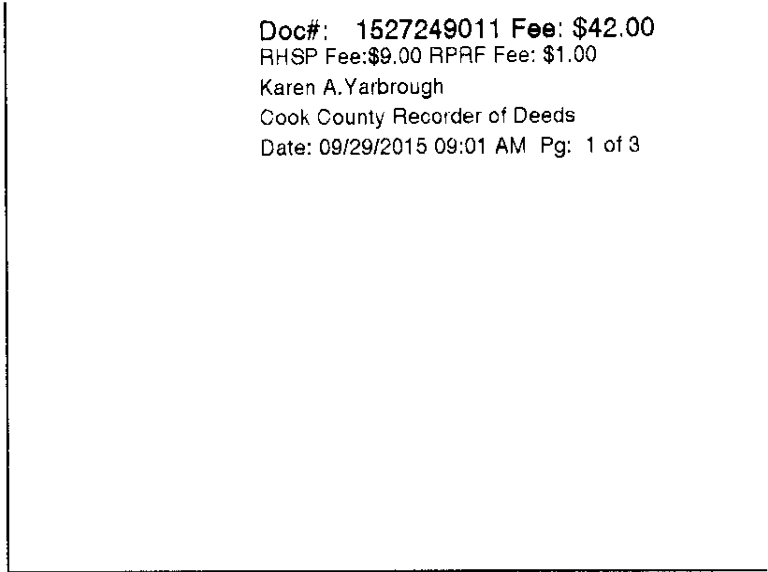 Doc#: 1527249011 Fee: $42.00
RHSP Fee:$9.00 RPRF Fee: $1.00
Karen A.Yarbrough
Cook County Recorder of Deeds
Date: 09/29/2015 09:01 AM Pg: 1 of 3